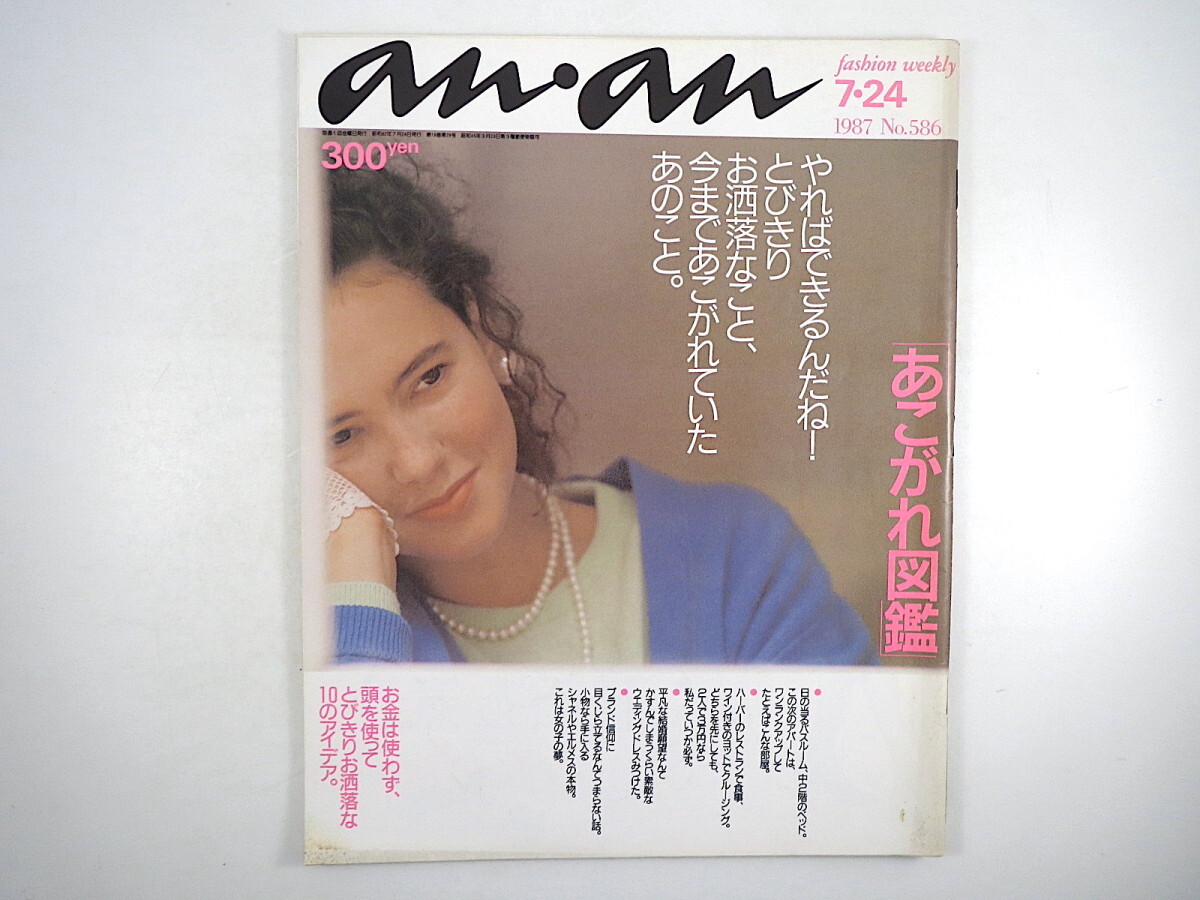 an・an
fashion weekly
7・24
1987 No.586
300yen
やればできるんだね!
とびきり
お洒落なこと、
今まであこがれていた
あのこと。
「あこがれ図鑑」
●
日の当るバスルーム、中2階のベッド。
この次のアパートは、
ワンランクアップして
たとえばこんな部屋。
●
ハーバーのレストランで食事、
ワイン付きのヨットでクルージング。
どちらを先にしても、
2人で3万円なら
私だっていつか必ず。
●
平凡な結婚願望なんて
かすんでしまうくらい素敵な
ウエディングドレスみつけた。
●
ブランド信仰に
目くじら立てるなんてつまらない話。
小物なら手に入る
シャネルやエルメスの本物。
これは女の子の夢。
お金は使わず、
頭を使って
とびきりお洒落な
10のアイデア。